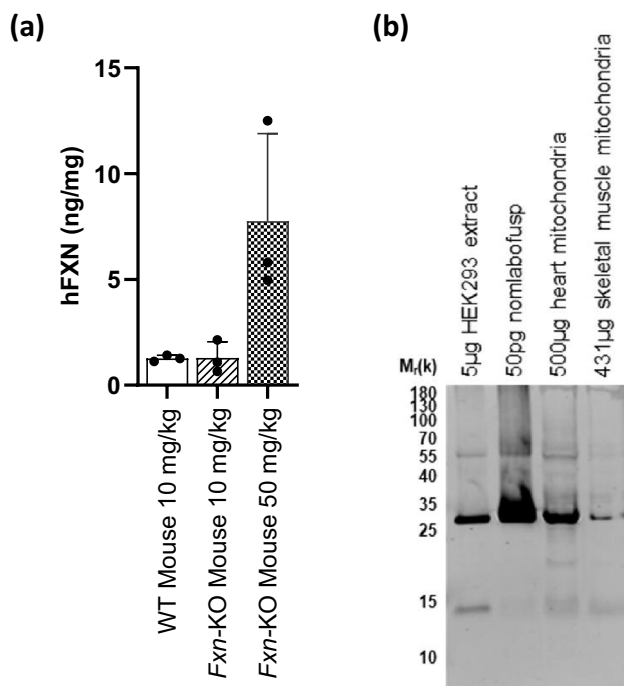 (a)
15
10
5
0
hFXN (ng/mg)
WT Mouse 10 mg/kg
Fxn-KO Mouse 10 mg/kg
Fxn-KO Mouse 50 mg/kg
(b)
5µg HEK293 extract
50pg nomlabofusp
500µg heart mitochondria
431µg skeletal muscle mitochondria
Mr(k)
180
130
100
70
55
40
35
25
15
10